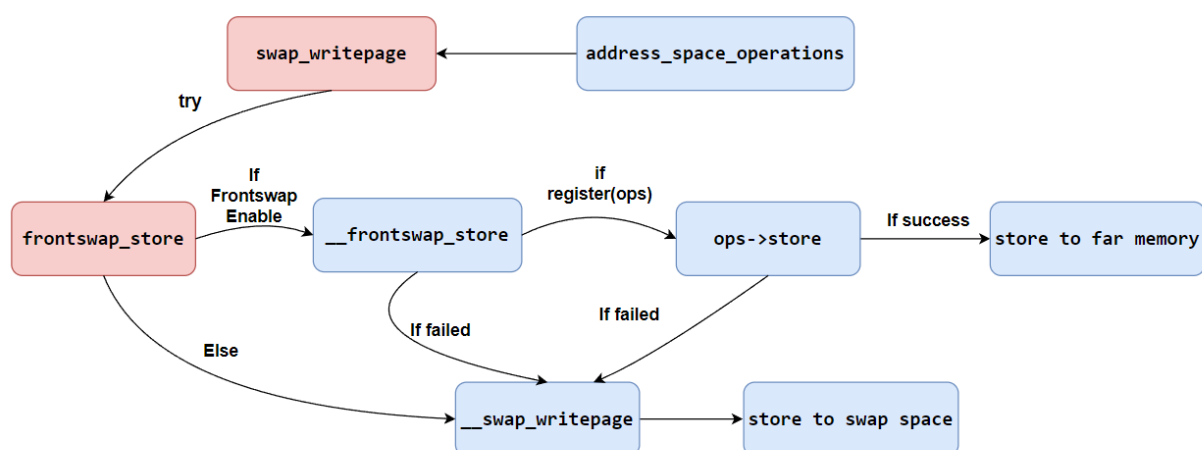 swap_writepage
address_space_operations
try
If
Frontswap
Enable
if
register(ops)
frontswap_store
__frontswap_store
ops->store
If success
store to far memory
If failed
If failed
Else
__swap_writepage
store to swap space